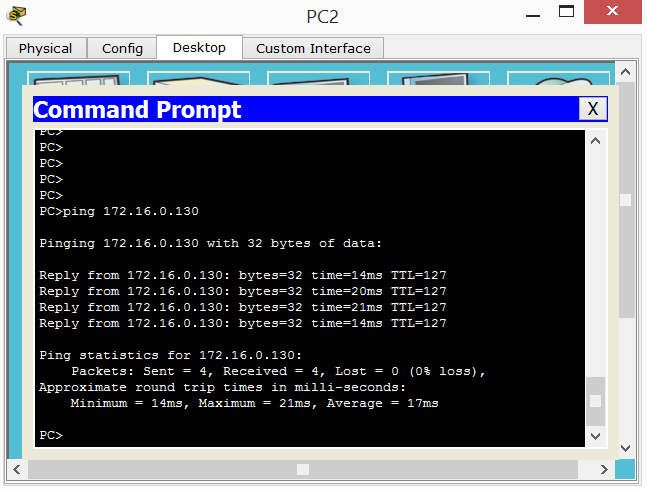 PC2
Physical Config Desktop Custom Interface
Command Prompt X
PC>
PC>
PC>
PC>
PC>
PC>ping 172.16.0.130
Pinging 172.16.0.130 with 32 bytes of data:
Reply from 172.16.0.130: bytes=32 time=14ms TTL=127
Reply from 172.16.0.130: bytes=32 time=20ms TTL=127
Reply from 172.16.0.130: bytes=32 time=21ms TTL=127
Reply from 172.16.0.130: bytes=32 time=14ms TTL=127
Ping statistics for 172.16.0.130:
Packets: Sent = 4, Received = 4, Lost = 0 (0% loss),
Approximate round trip times in milli-seconds:
Minimum = 14ms, Maximum = 21ms, Average = 17ms
PC>